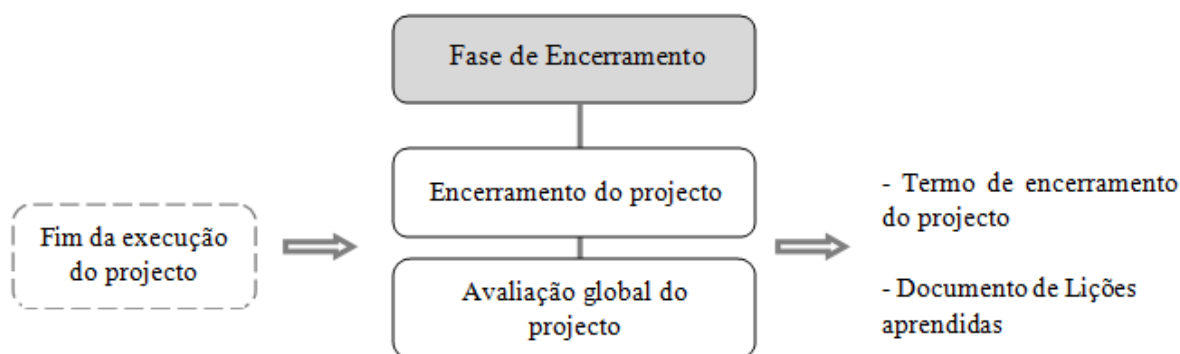 Fase de Encerramento
Encerramento do projecto
Fim da execução
do projecto
Avaliação global do
projecto
- Termo de encerramento
do projecto
- Documento de Lições
aprendidas